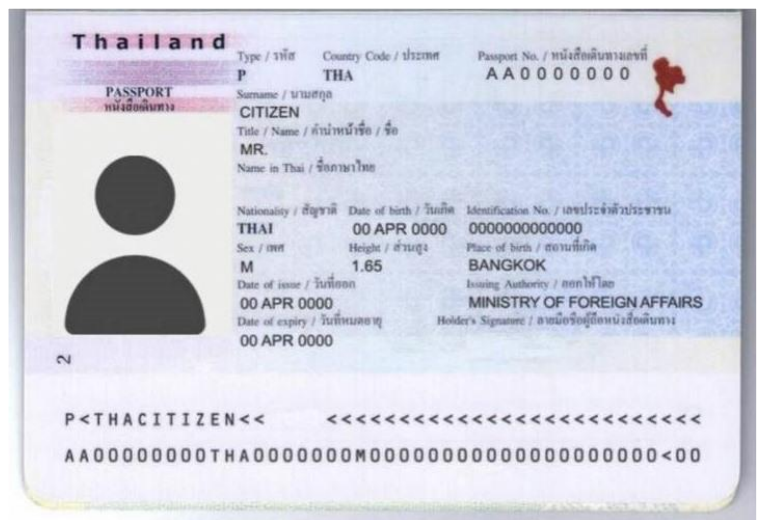 Thailand
PASSPORT
หนังสือเดินทาง
Type / รหัส Country Code / ประเทศ Passport No. / หนังสือเดินทางเลขที่
P THA AA0000000
Surname / นามสกุล
CITIZEN
Title / Name / คำนำหน้าชื่อ / ชื่อ
MR.
Name in Thai / ชื่อภาษาไทย
Nationality / สัญชาติ Date of birth / วันเกิด Identification No. / เลขประจำตัวประชาชน
THAI 00 APR 0000 0000000000000
Sex / เพศ Height / ส่วนสูง Place of birth / สถานที่เกิด
M 1.65 BANGKOK
Date of issue / วันที่ออก Issuing Authority / ออกให้โดย
00 APR 0000 MINISTRY OF FOREIGN AFFAIRS
Date of expiry / วันที่หมดอายุ Holder's Signature / ลายมือชื่อผู้ถือหนังสือเดินทาง
00 APR 0000
2
P<THACITIZEN<< <<<<<<<<<<<<<<<<<<<<<<<<<<
AA00000000THA0000000M0000000000000000000000<00